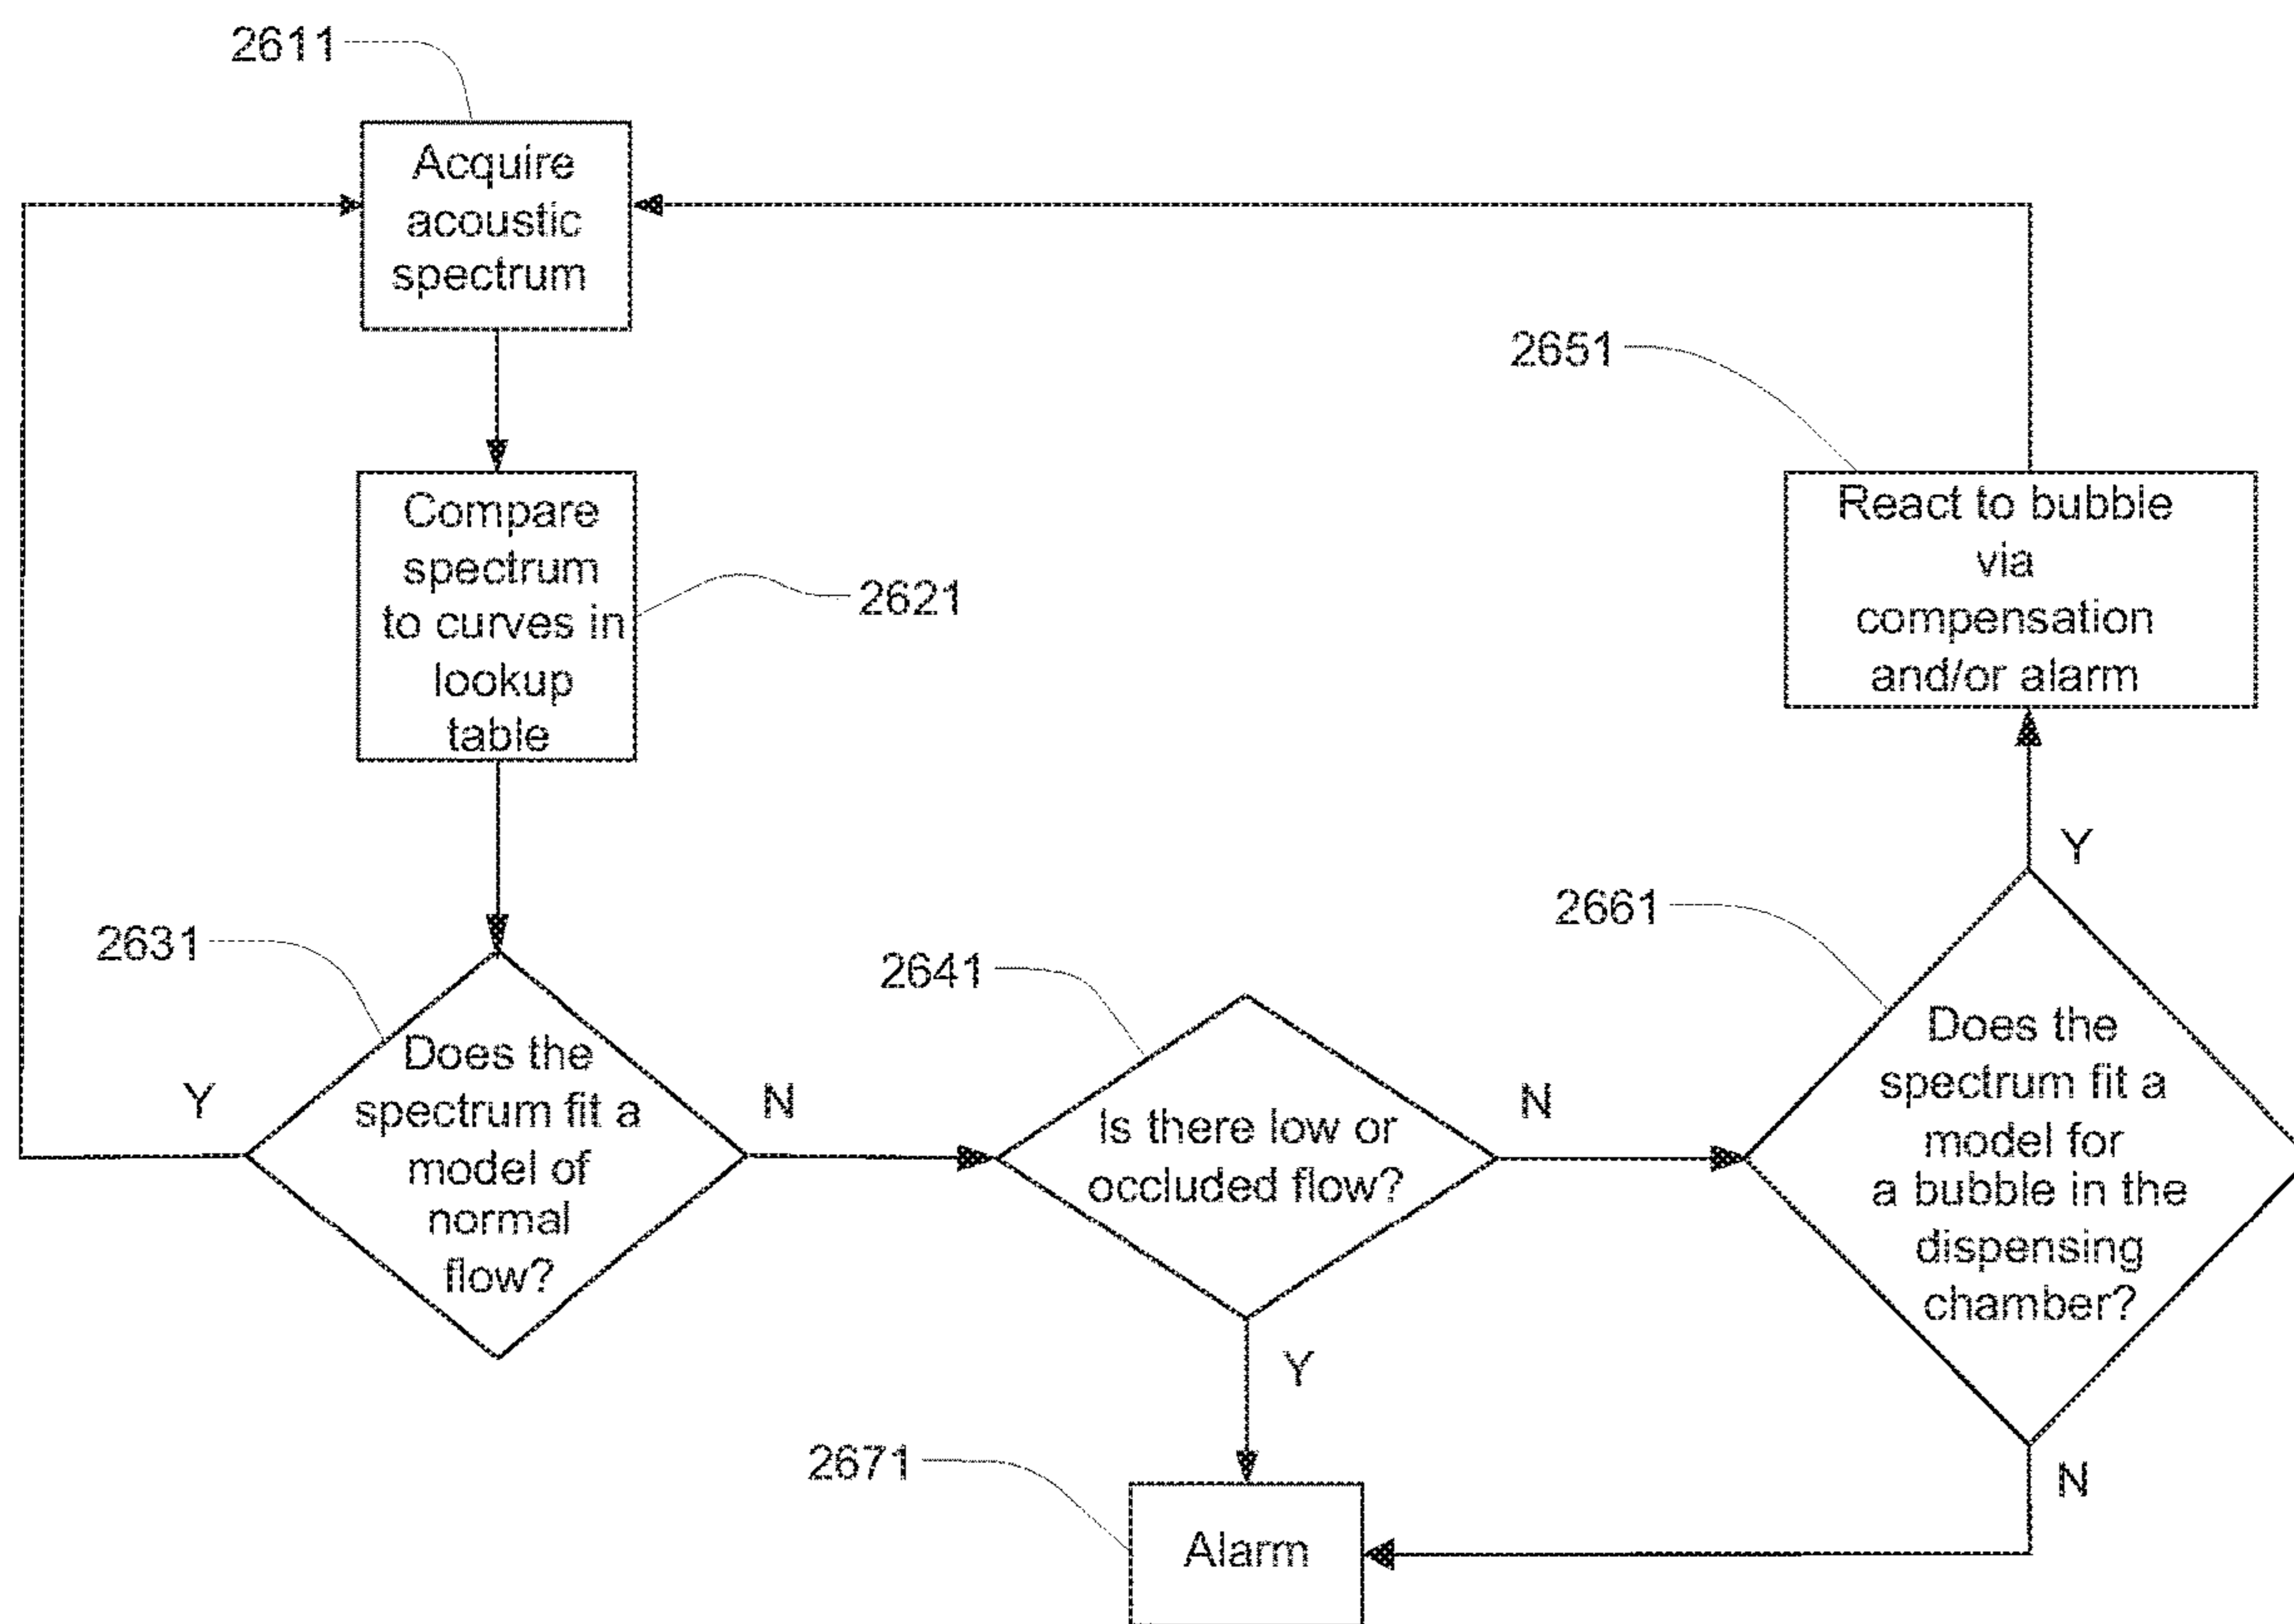 2611
Acquire
acoustic
spectrum
2651
Compare
spectrum
to curves in
lookup
table
2621
React to bubble
via
compensation
and/or alarm
Y
2631
2641
2661
Does the
spectrum fit a
model of
normal
flow?
Y
N
Is there low or
occluded flow?
N
Does the
spectrum fit a
model for
a bubble in the
dispensing
chamber?
Y
N
2671
Alarm